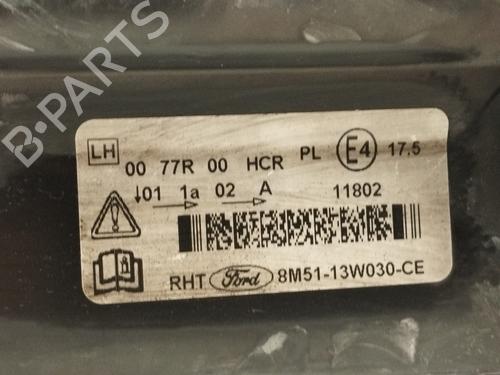 B-PARTS
LH 00 77R 00 HCR PL E4 17,5
↓01 1a 02 A 11802
RHT Ford 8M51-13W030-CE